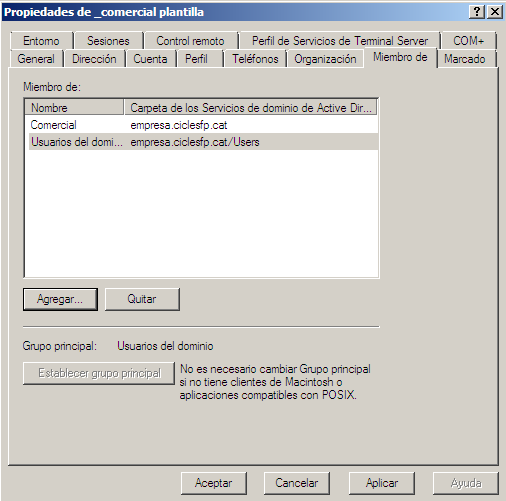 Propiedades de _comercial plantilla
Entorno Sesiones Control remoto Perfil de Servicios de Terminal Server COM+
General Dirección Cuenta Perfil Teléfonos Organización Miembro de Marcado
Miembro de:
Nombre Carpeta de los Servicios de dominio de Active Dir...
Comercial empresa.ciclesfp.cat
Usuarios del domi... empresa.ciclesfp.cat/Users
Agregar... Quitar
Grupo principal: Usuarios del dominio
Establecer grupo principal
No es necesario cambiar Grupo principal
si no tiene clientes de Macintosh o
aplicaciones compatibles con POSIX.
Aceptar Cancelar Aplicar Ayuda